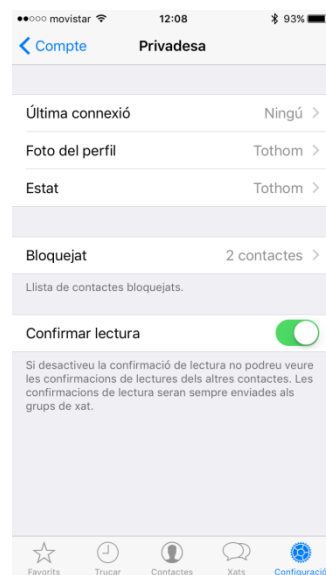 movistar 12:08 93%
Compte Privadesa
Última connexió Ningú
Foto del perfil Tothom
Estat Tothom
Bloquejat 2 contactes
Llista de contactes bloquejats.
Confirmar lectura
Si desactiveu la confirmació de lectura no podreu veure
les confirmacions de lectures dels altres contactes. Les
confirmacions de lectura seran sempre enviades als
grups de xat.
Favorits Trucar Contactes Xats Configuració